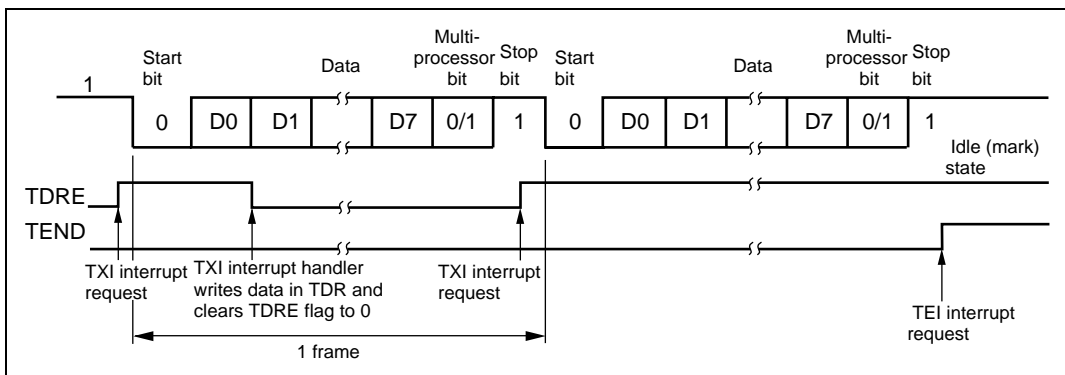 Start
bit
Data
Multi-
processor
bit
Stop
bit
Start
bit
Data
Multi-
processor
bit
Stop
bit
1
0
D0
D1
D7
0/1
1
0
D0
D1
D7
0/1
1
Idle (mark)
state
TDRE
TEND
TXI interrupt
request
TXI interrupt handler
writes data in TDR and
clears TDRE flag to 0
TXI interrupt
request
TEI interrupt
request
1 frame